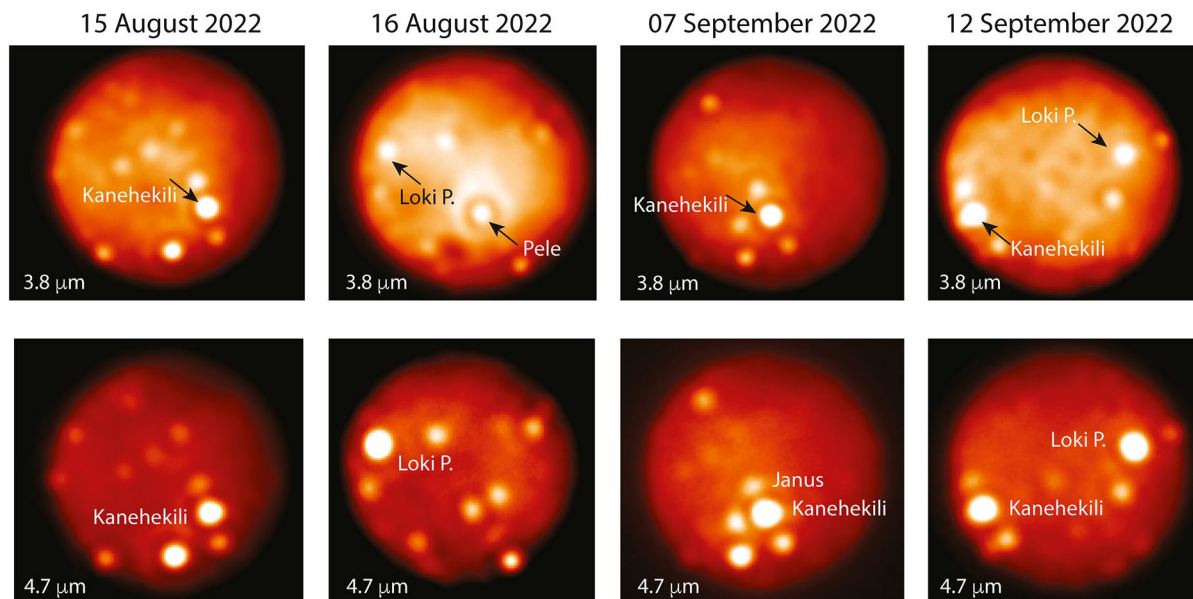 15 August 2022
16 August 2022
07 September 2022
12 September 2022
Kanehekili
3.8 µm
Loki P.
Pele
3.8 µm
Kanehekili
3.8 µm
Loki P.
Kanehekili
3.8 µm
Kanehekili
4.7 µm
Loki P.
4.7 µm
Janus
Kanehekili
4.7 µm
Loki P.
Kanehekili
4.7 µm